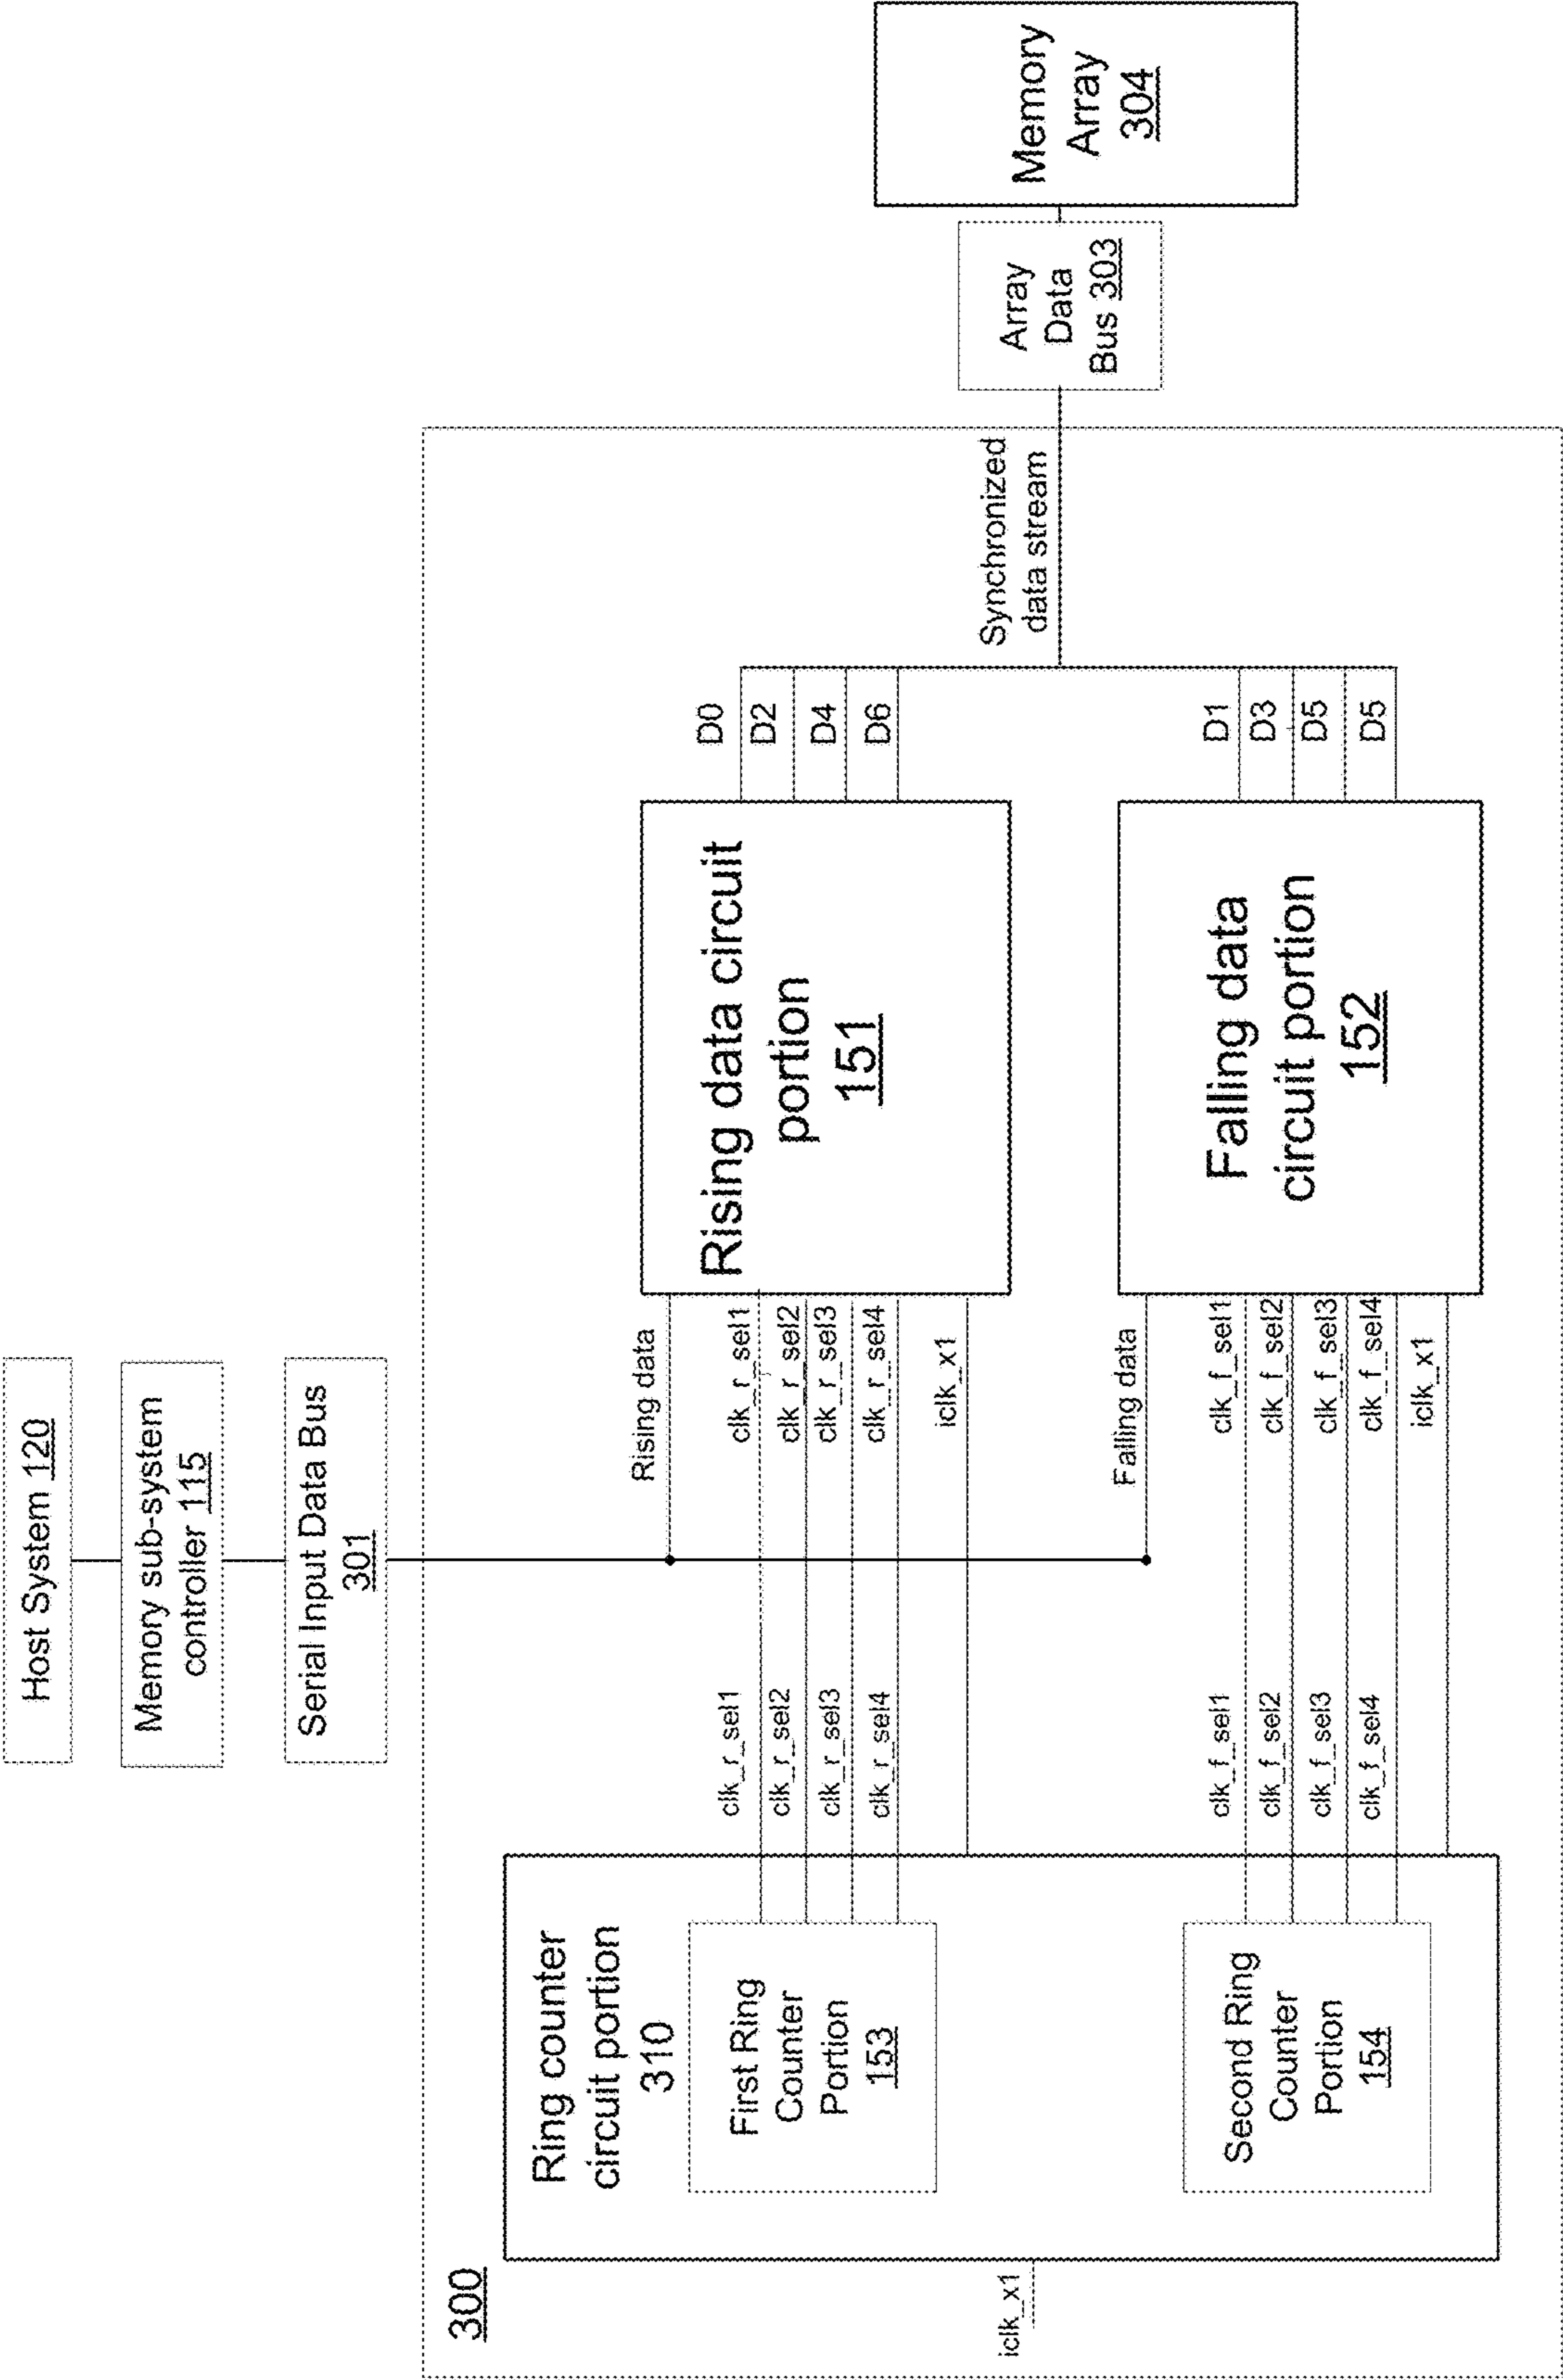 Host System 120
Memory sub-system
controller 115
Serial Input Data Bus
301
300
Ring counter
circuit portion
310
First Ring
Counter
Portion
153
Second Ring
Counter
Portion
154
iclk_x1
clk_r_sel1
clk_r_sel2
clk_r_sel3
clk_r_sel4
clk_f_sel1
clk_f_sel2
clk_f_sel3
clk_f_sel4
Rising data
clk_r_sel1
clk_r_sel2
clk_r_sel3
clk_r_sel4
iclk_x1
Falling data
clk_f_sel1
clk_f_sel2
clk_f_sel3
clk_f_sel4
iclk_x1
Rising data circuit
portion
151
Falling data
circuit portion
152
D0
D2
D4
D6
D1
D3
D5
D5
Synchronized
data stream
Array
Data
Bus 303
Memory
Array
304